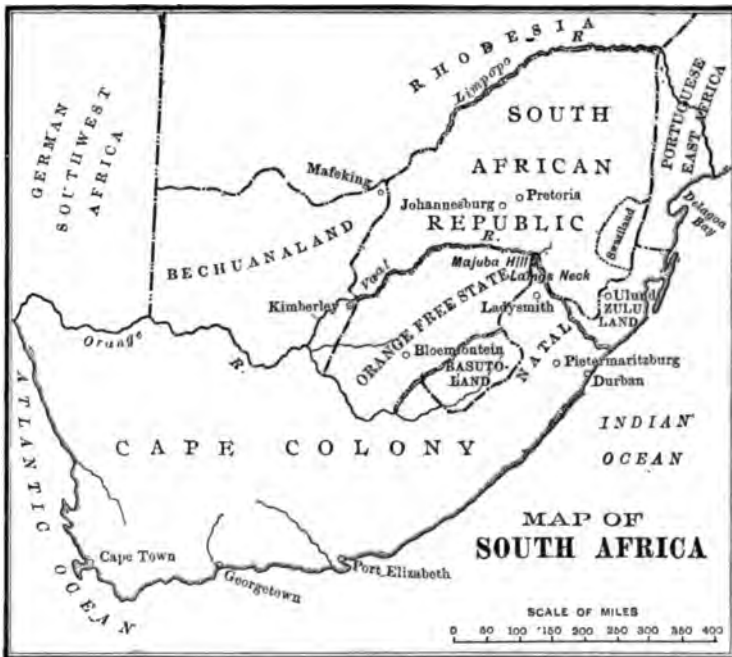 RHODESIA
Limpopo R.
GERMAN
SOUTHWEST
AFRICA
SOUTH
AFRICAN
REPUBLIC
PORTUGUESE
EAST AFRICA
Delagoa
Bay
Mafeking
Johannesburg
Pretoria
Swaziland
BECHUANALAND
Vaal R.
Majuba Hill
Laings Neck
Kimberley
ORANGE FREE STATE
Ladysmith
Ulundi
ZULU
LAND
Orange R.
Bloemfontein
BASUTO-
LAND
NATAL
Pietermaritzburg
Durban
ATLANTIC OCEAN
CAPE COLONY
INDIAN
OCEAN
Cape Town
Georgetown
Port Elizabeth
MAP OF
SOUTH AFRICA
SCALE OF MILES
0 50 100 150 200 250 300 350 400